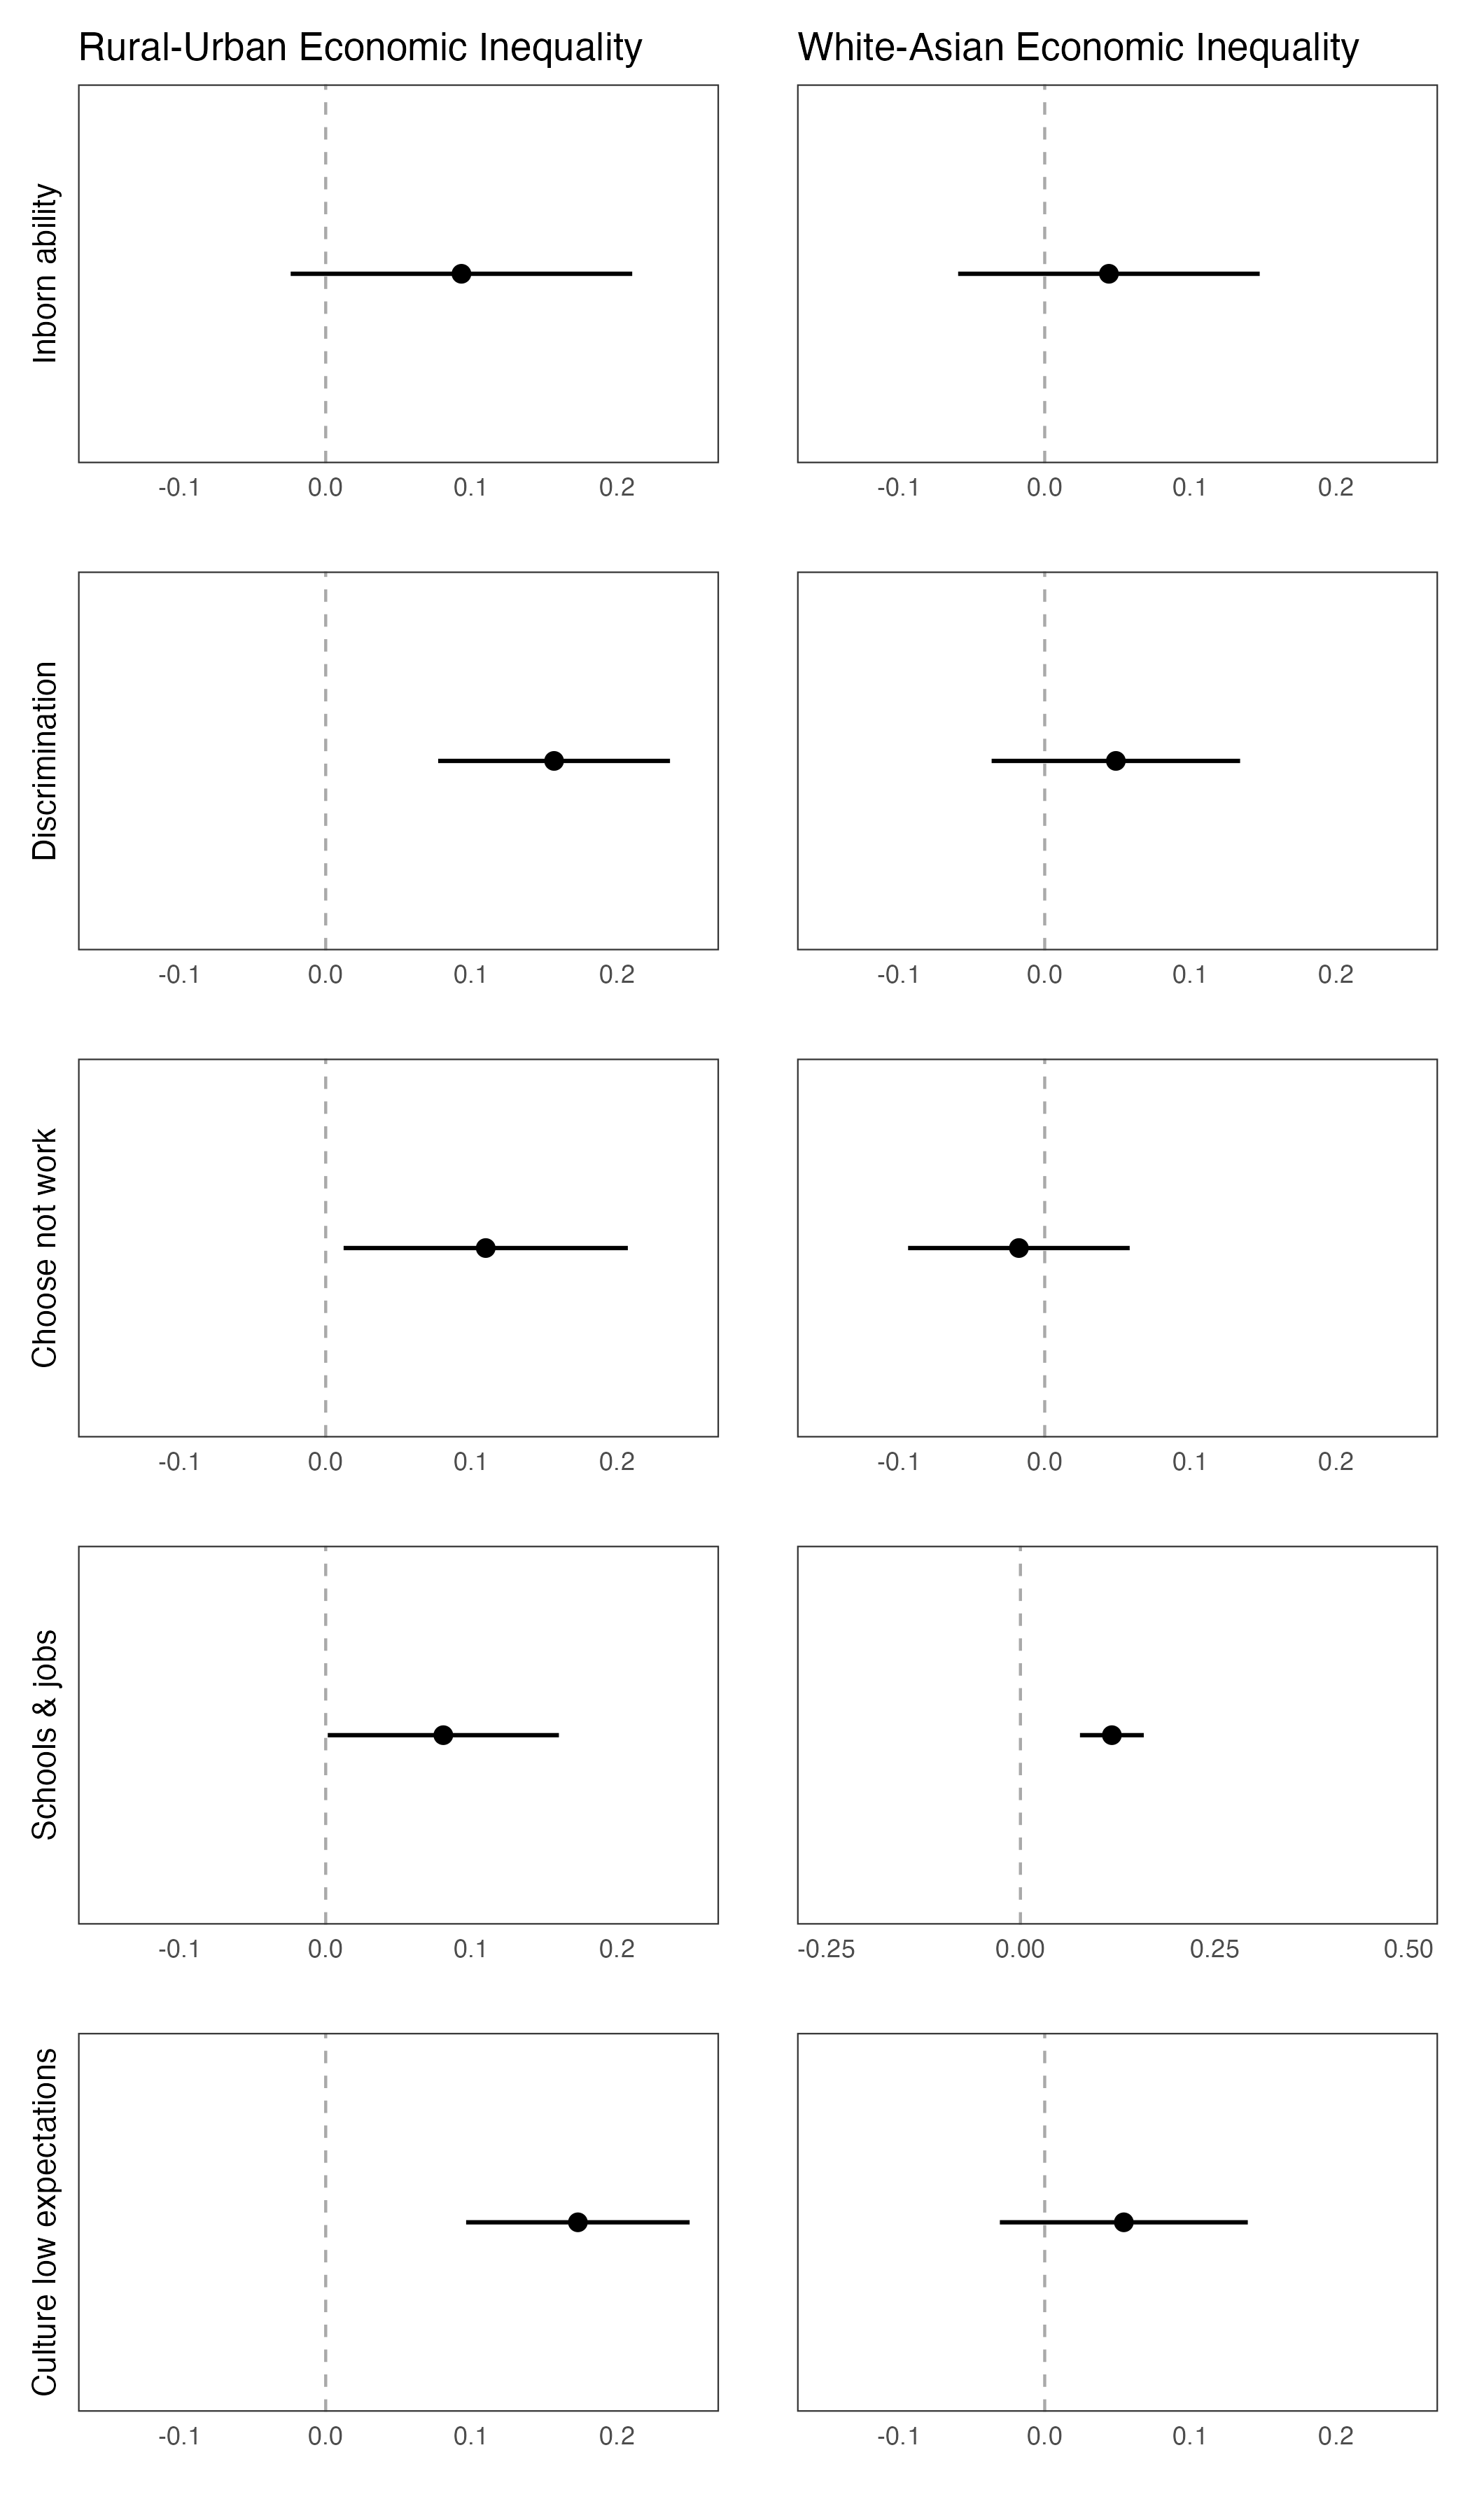 Rural-Urban Economic Inequality White-Asian Economic Inequality
Inborn ability
-0.1 0.0 0.1 0.2 -0.1 0.0 0.1 0.2
Discrimination
-0.1 0.0 0.1 0.2 -0.1 0.0 0.1 0.2
Choose not work
-0.1 0.0 0.1 0.2 -0.1 0.0 0.1 0.2
Schools & jobs
-0.1 0.0 0.1 0.2 -0.25 0.00 0.25 0.50
Culture low expectations
-0.1 0.0 0.1 0.2 -0.1 0.0 0.1 0.2